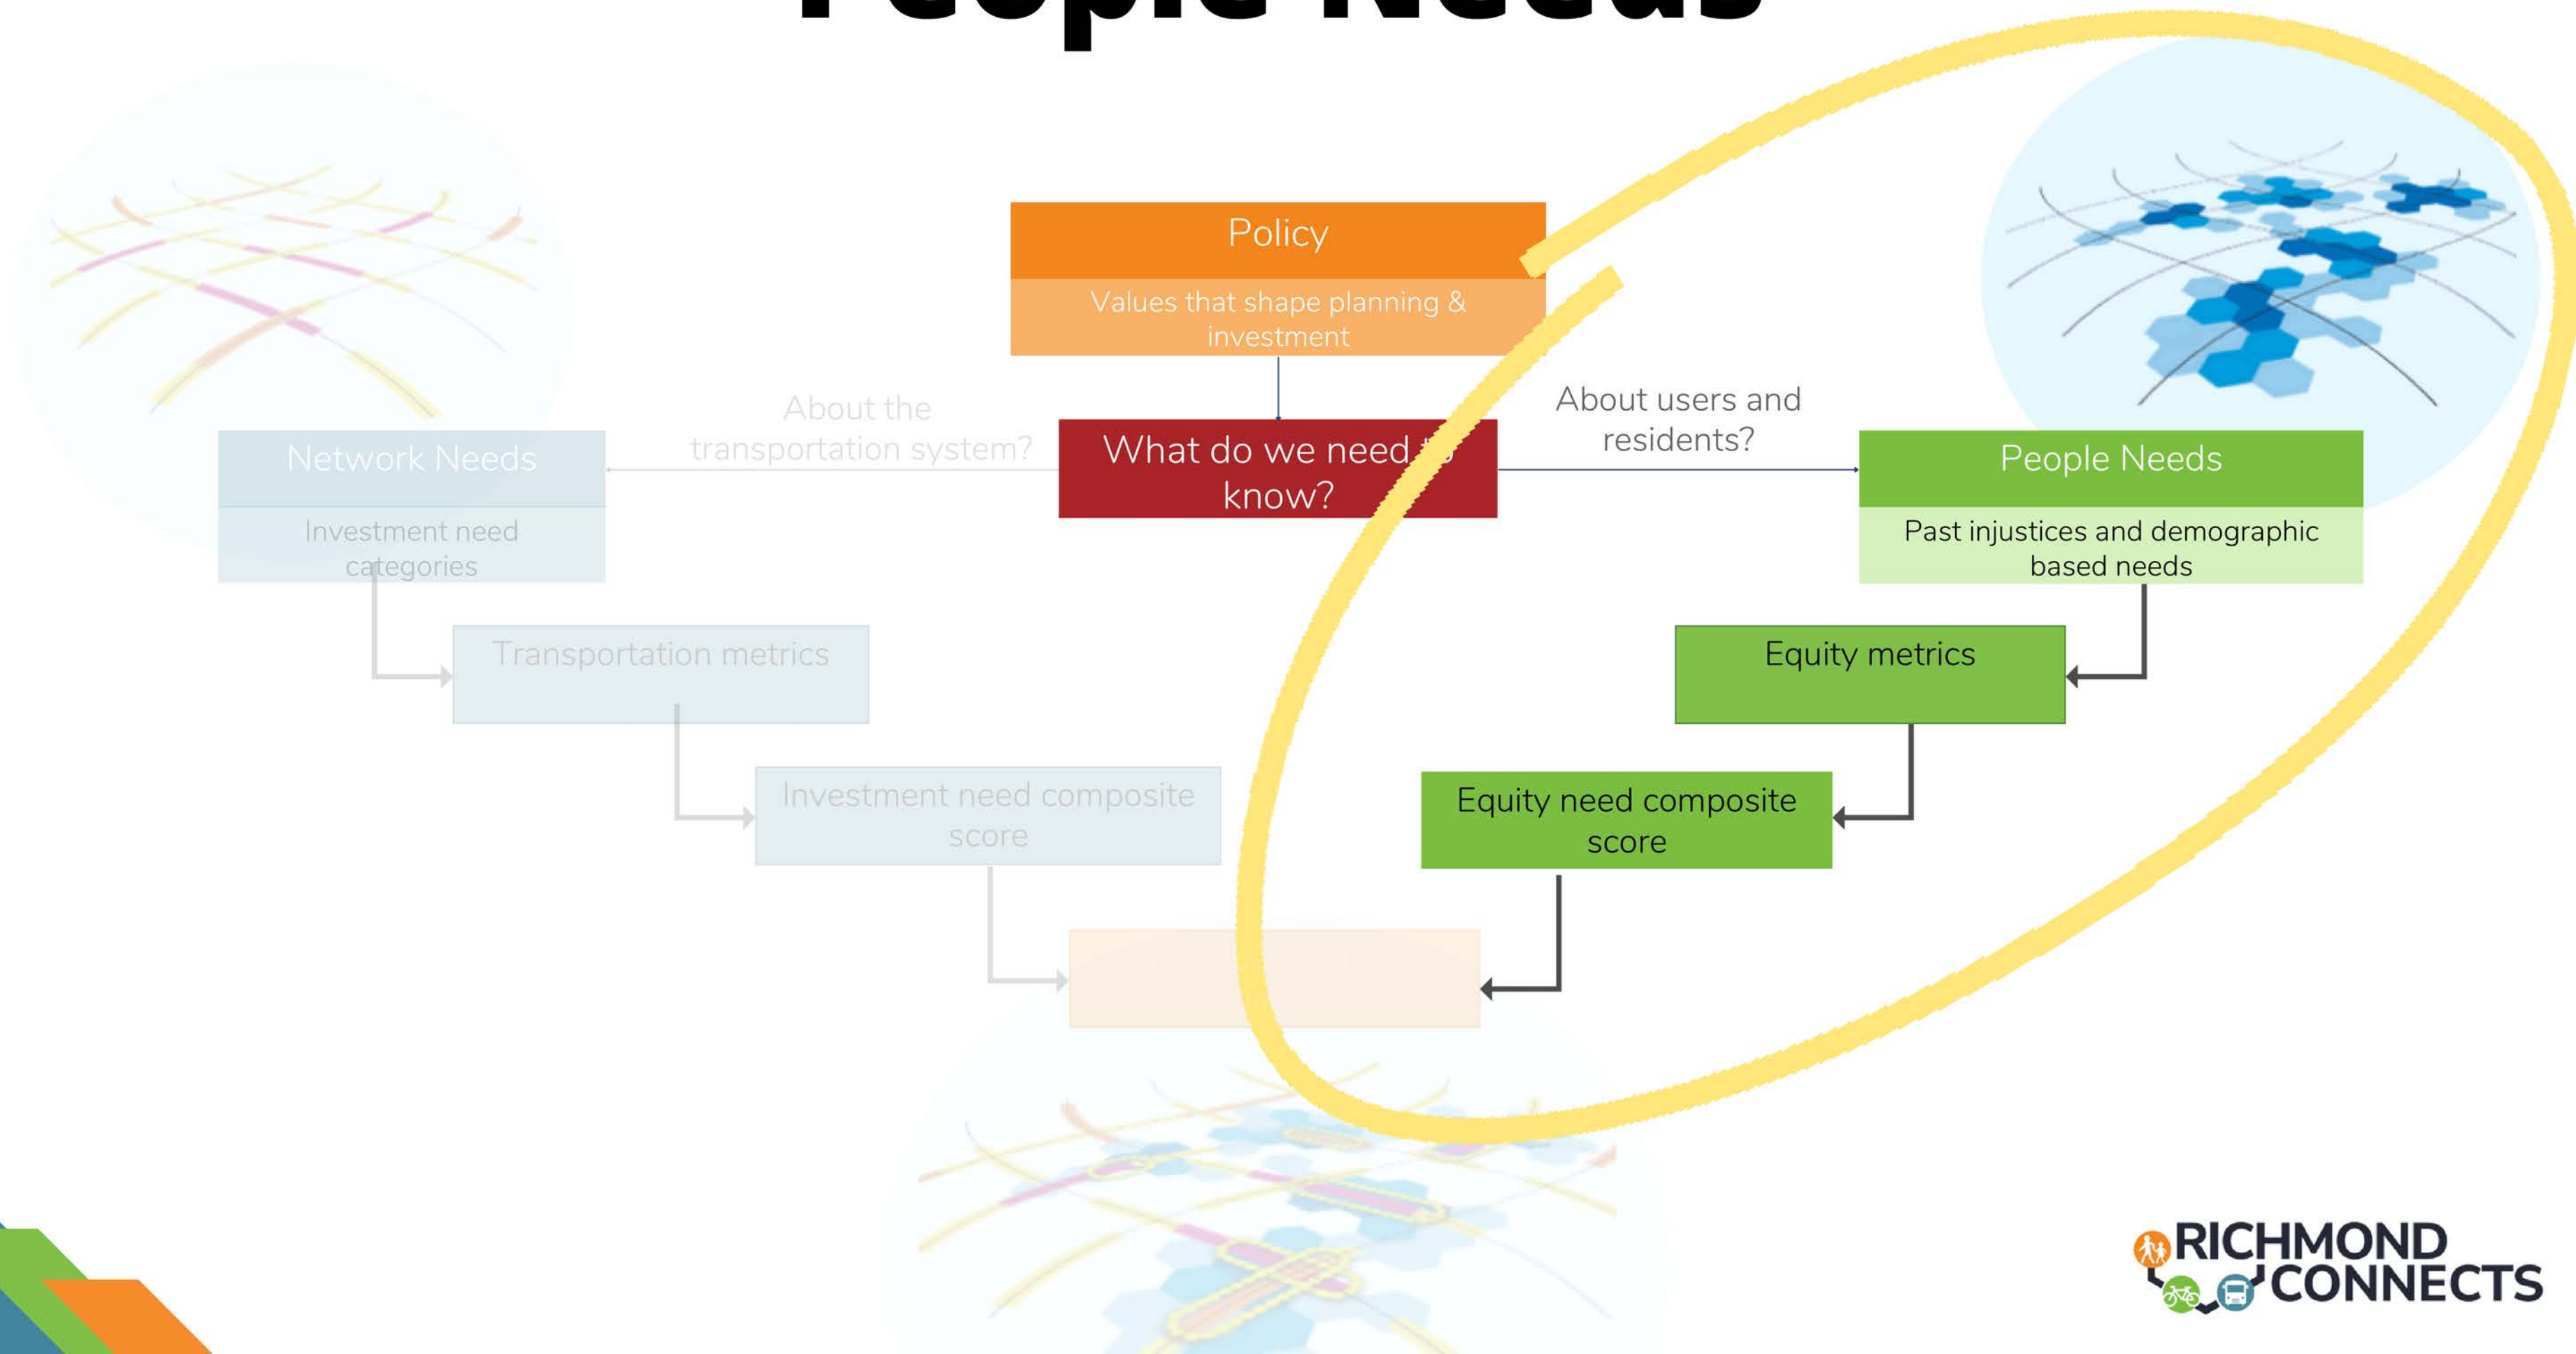 People Needs
Policy
Values that shape planning &
investment
About the
transportation system?
What do we need to
know?
About users and
residents?
Network Needs
Investment need
categories
People Needs
Past injustices and demographic
based needs
Transportation metrics
Equity metrics
Investment need composite
score
Equity need composite
score
RICHMOND
CONNECTS